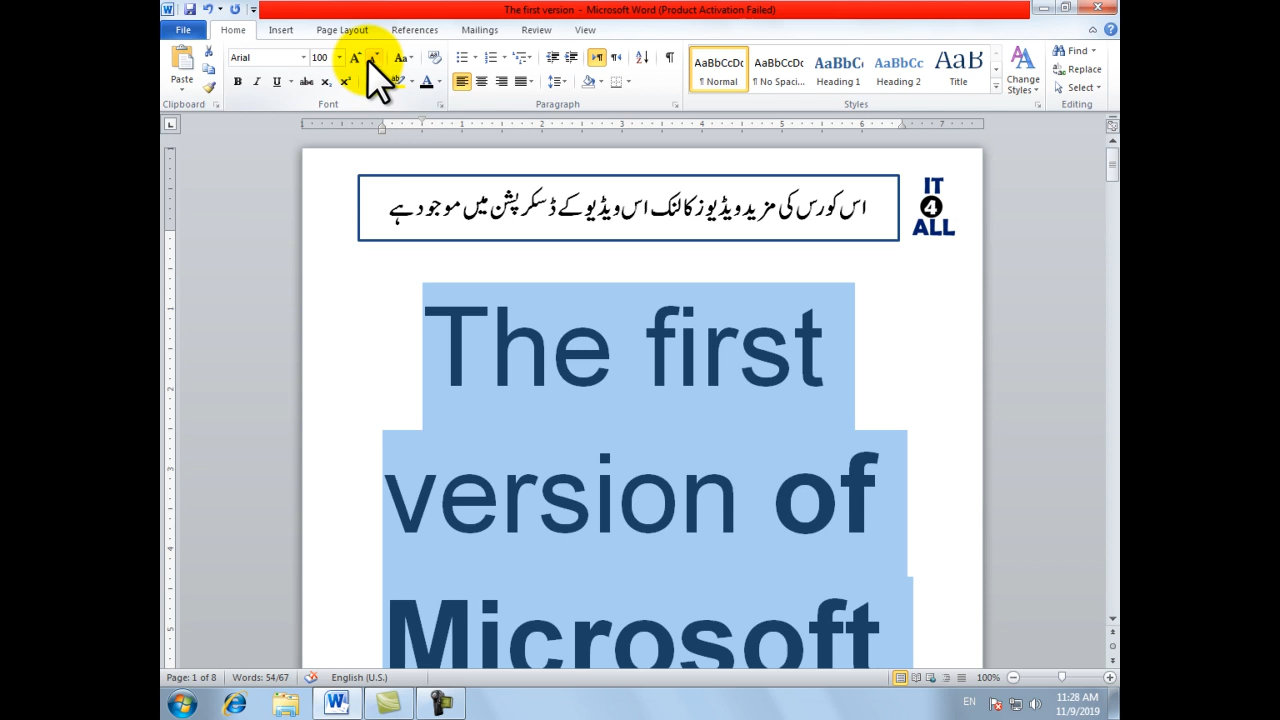 The first version - Microsoft Word (Product Activation Failed)
File Home Insert Page Layout References Mailings Review View
Arial 100
Paste
Clipboard Font Paragraph Styles Editing
AaBbCcDc AaBbCcDc AaBbC AaBbCc AaB
¶ Normal ¶ No Spaci... Heading 1 Heading 2 Title
Change Styles
Find
Replace
Select
اس کورس کی مزید ویڈیوز کا لنک اس ویڈیو کے ڈسکرپشن میں موجود ہے
IT
4
ALL
The first
version of
Microsoft
Page: 1 of 8 Words: 54/67 English (U.S.) 100%
EN 11:28 AM
11/9/2019